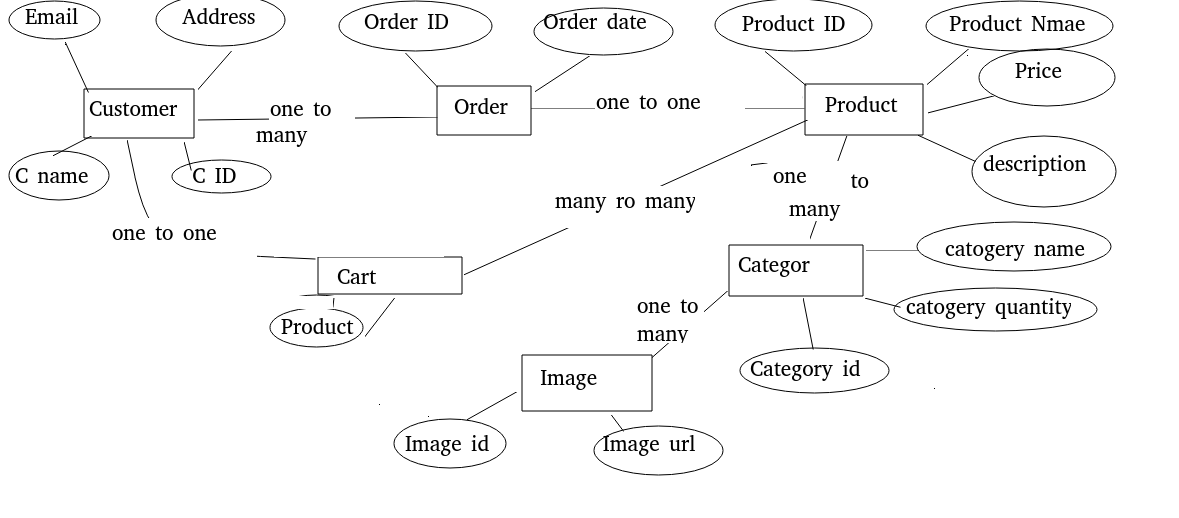 Email
Address
Order ID
Order date
Product ID
Product Nmae
Price
Customer
one to
many
Order
one to one
Product
C name
C ID
description
one to
many
many ro many
one to one
Cart
Categor
catogery name
catogery quantity
one to
many
Product
Image
Category id
Image id
Image url